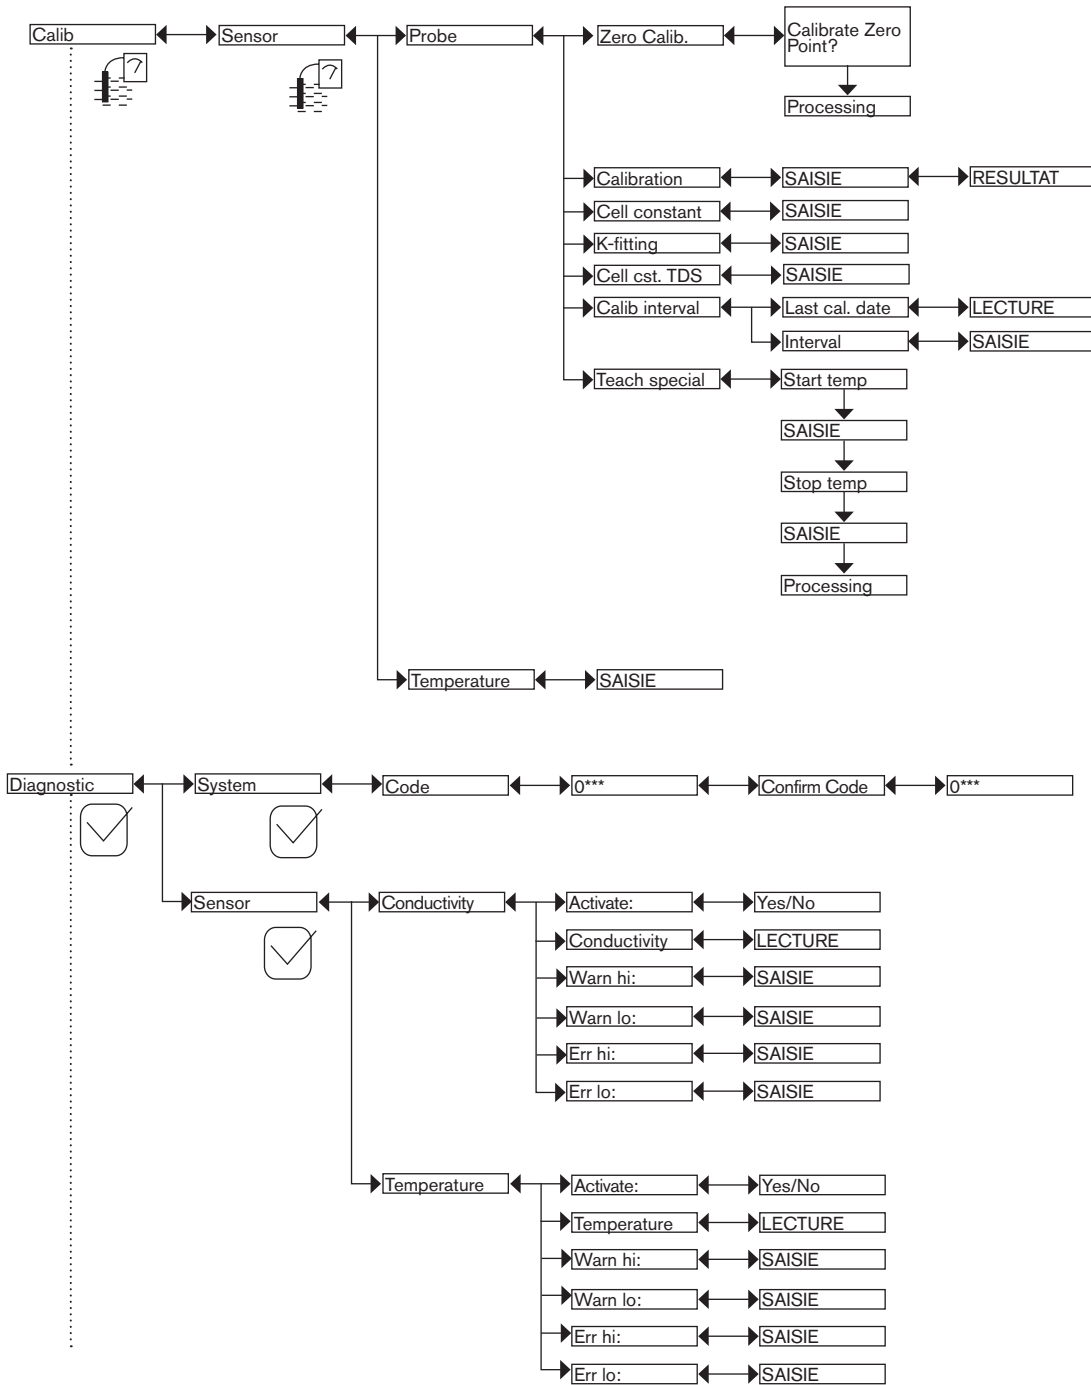 Calib
Sensor
Probe
Zero Calib.
Calibrate Zero
Point?
Processing
Calibration
SAISIE
RESULTAT
Cell constant
SAISIE
K-fitting
SAISIE
Cell cst. TDS
SAISIE
Calib interval
Last cal. date
LECTURE
Interval
SAISIE
Teach special
Start temp
SAISIE
Stop temp
SAISIE
Processing
Temperature
SAISIE
Diagnostic
System
Code
0***
Confirm Code
0***
Sensor
Conductivity
Activate:
Yes/No
Conductivity
LECTURE
Warn hi:
SAISIE
Warn lo:
SAISIE
Err hi:
SAISIE
Err lo:
SAISIE
Temperature
Activate:
Yes/No
Temperature
LECTURE
Warn hi:
SAISIE
Warn lo:
SAISIE
Err hi:
SAISIE
Err lo:
SAISIE